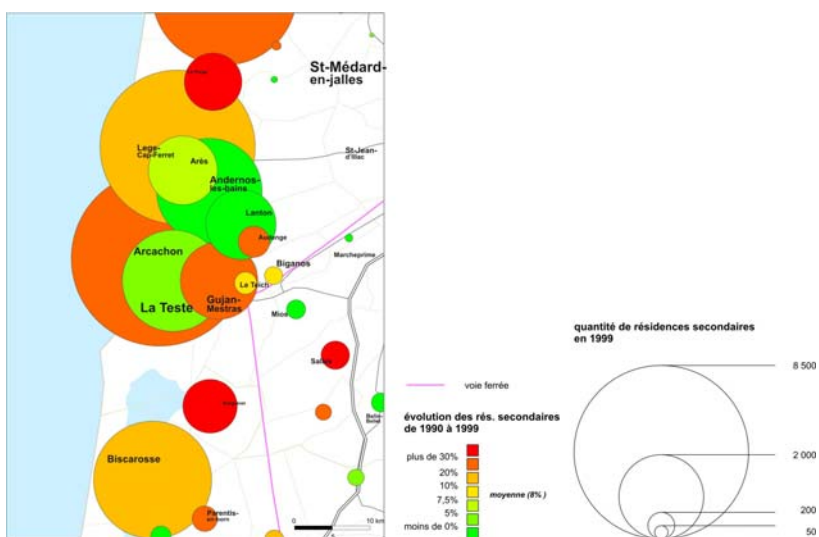 St-Médard-
en-jalles
Lege-
Cap-Ferret
Arès
St-Jean-
d'Illac
Andernos-
les-bains
Lanton
Audenge
Arcachon
Marcheprime
Biganos
Le Teich
La Teste
Gujan-
Mestras
Mios
Salles
Belin-
Beliet
Biscarosse
Parentis-
en-born
0 10 km
voie ferrée
évolution des rés. secondaires
de 1990 à 1999
plus de 30%
20%
10%
7,5%
moyenne (8% )
5%
moins de 0%
quantité de résidences secondaires
en 1999
8 500
2 000
200
50